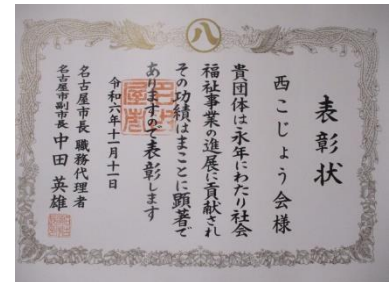 八
表彰状
西こじょう会様
貴団体は永年にわたり社会
福祉事業の進展に貢献され
その功績はまことに顕著で
ありますので表彰します
令和六年十一月十一日
名古屋市長 職務代理者
名古屋市副市長 中田 英雄